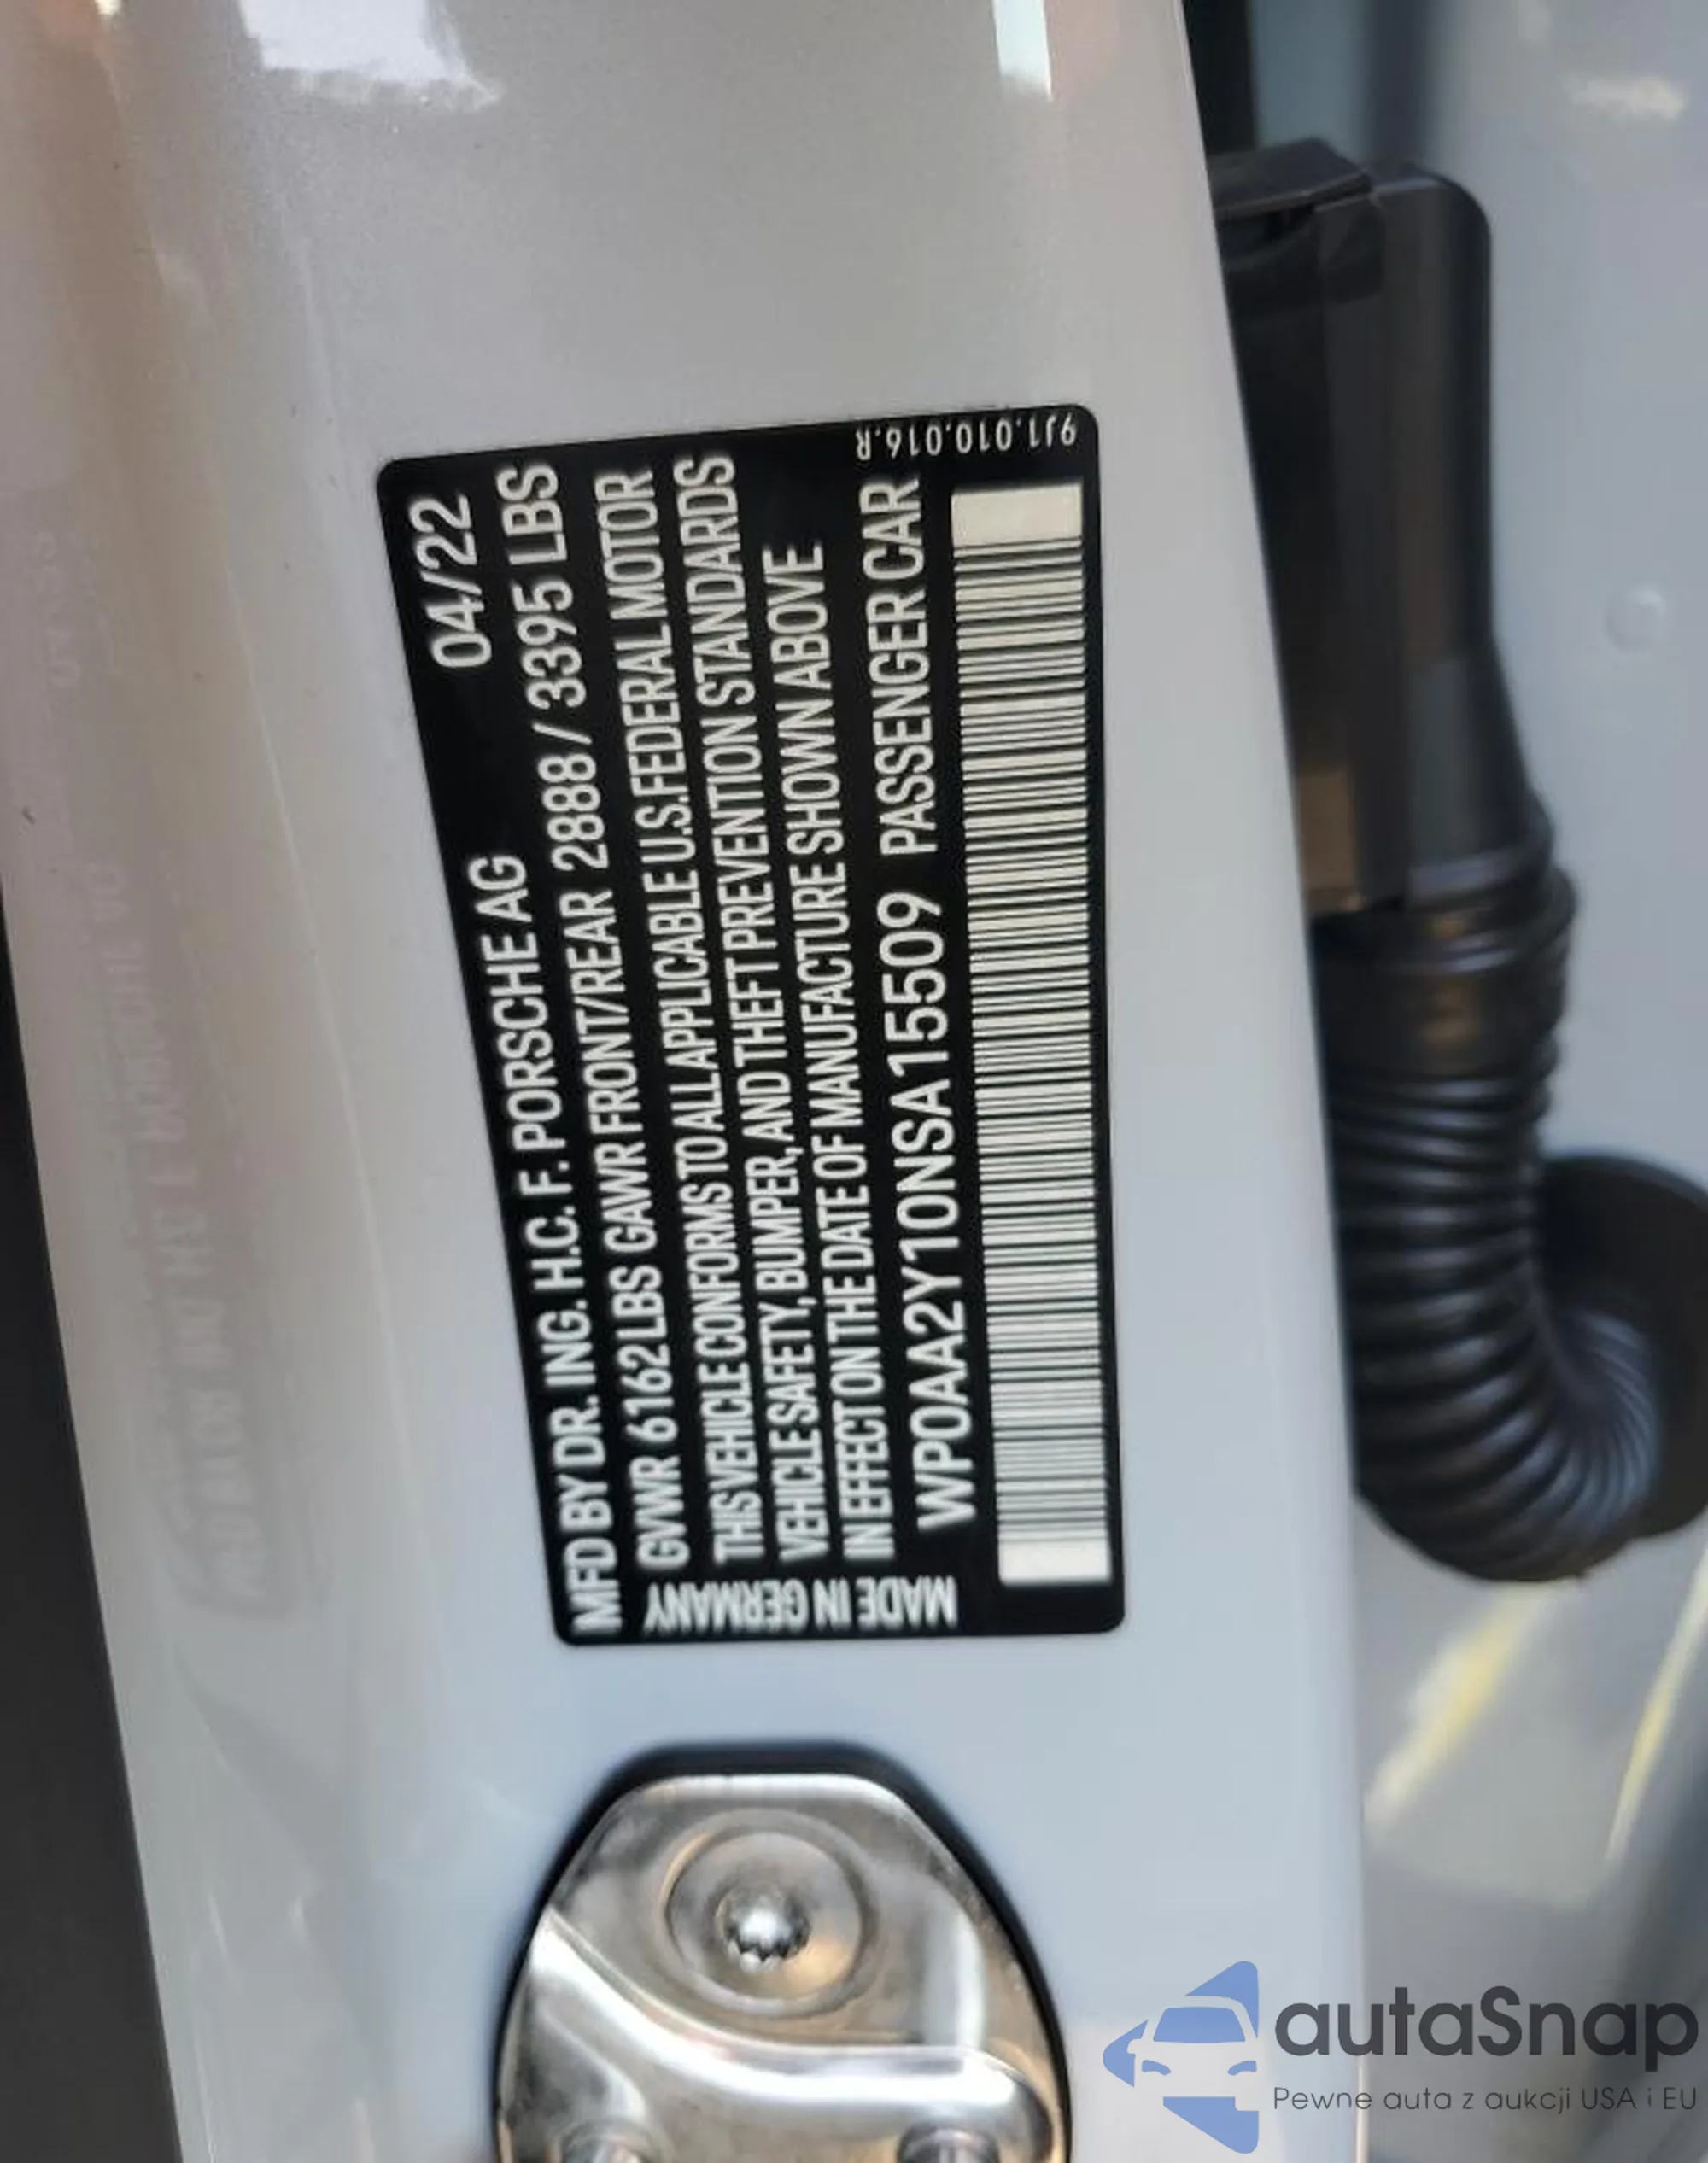 MFD BY DR. ING. H.C. F. PORSCHE AG 04/22
GVWR 6162 LBS GAWR FRONT/REAR 2888 / 3395 LBS
THIS VEHICLE CONFORMS TO ALL APPLICABLE U.S. FEDERAL MOTOR
VEHICLE SAFETY, BUMPER, AND THEFT PREVENTION STANDARDS
IN EFFECT ON THE DATE OF MANUFACTURE SHOWN ABOVE
WP0AA2Y10NSA15509 PASSENGER CAR
MADE IN GERMANY
9J1.010.016.R
autaSnap
Pewne auta z aukcji USA i EU